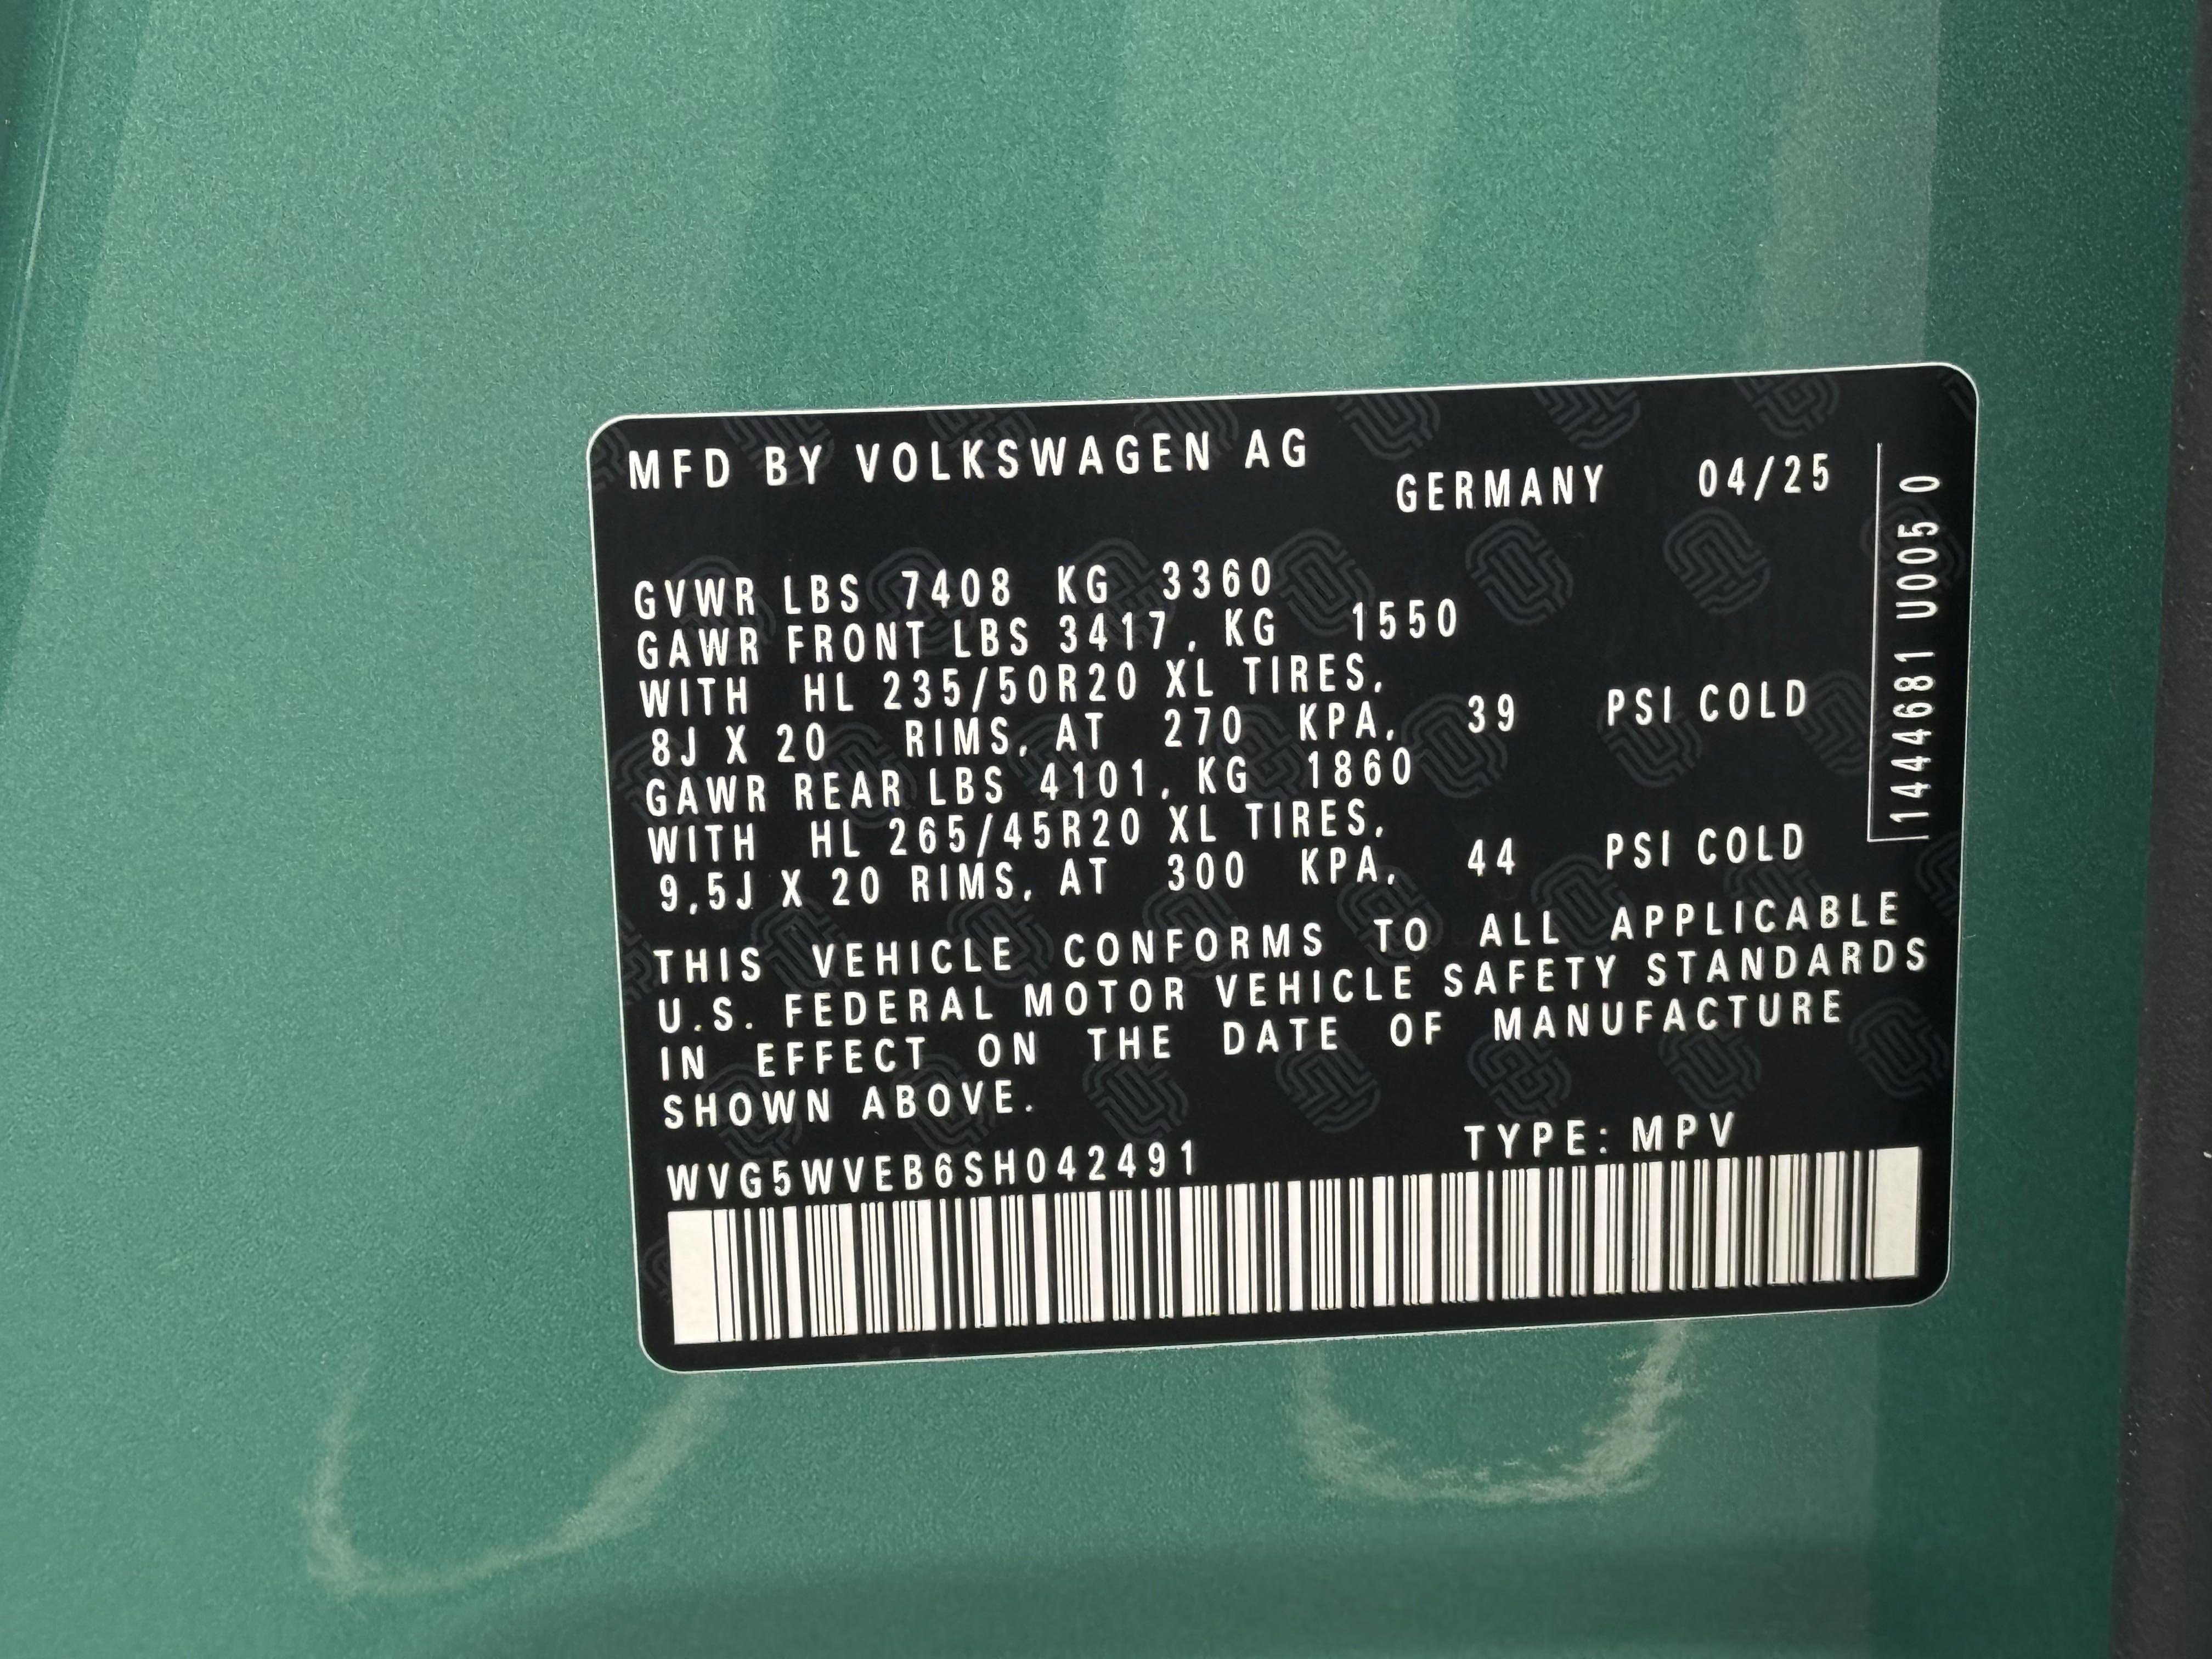 MFD BY VOLKSWAGEN AG
GERMANY 04/25
GVWR LBS 7408 KG 3360
GAWR FRONT LBS 3417, KG 1550
WITH HL 235/50R20 XL TIRES,
8J X 20 RIMS, AT 270 KPA, 39 PSI COLD
GAWR REAR LBS 4101, KG 1860
WITH HL 265/45R20 XL TIRES,
9,5J X 20 RIMS, AT 300 KPA, 44 PSI COLD
THIS VEHICLE CONFORMS TO ALL APPLICABLE
U.S. FEDERAL MOTOR VEHICLE SAFETY STANDARDS
IN EFFECT ON THE DATE OF MANUFACTURE
SHOWN ABOVE.
WVG5WVEB6SH042491 TYPE: MPV
1444681 U005 0